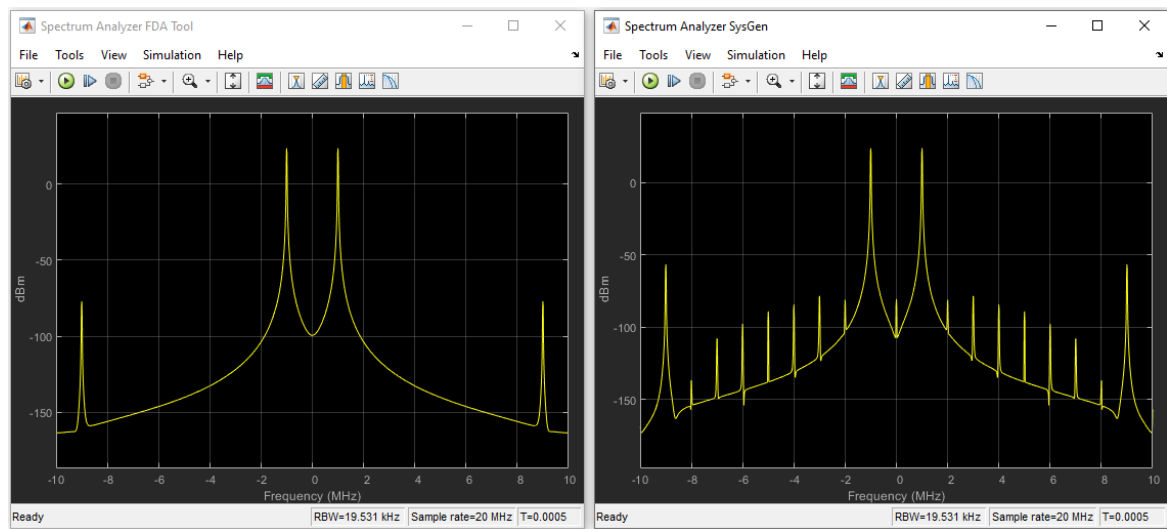 Spectrum Analyzer FDA Tool
File Tools View Simulation Help
0
-50
-100
-150
dBm
-10 -8 -6 -4 -2 0 2 4 6 8 10
Frequency (MHz)
Ready RBW=19.531 kHz Sample rate=20 MHz T=0.0005
Spectrum Analyzer SysGen
File Tools View Simulation Help
0
-50
-100
-150
dBm
-10 -8 -6 -4 -2 0 2 4 6 8 10
Frequency (MHz)
Ready RBW=19.531 kHz Sample rate=20 MHz T=0.0005